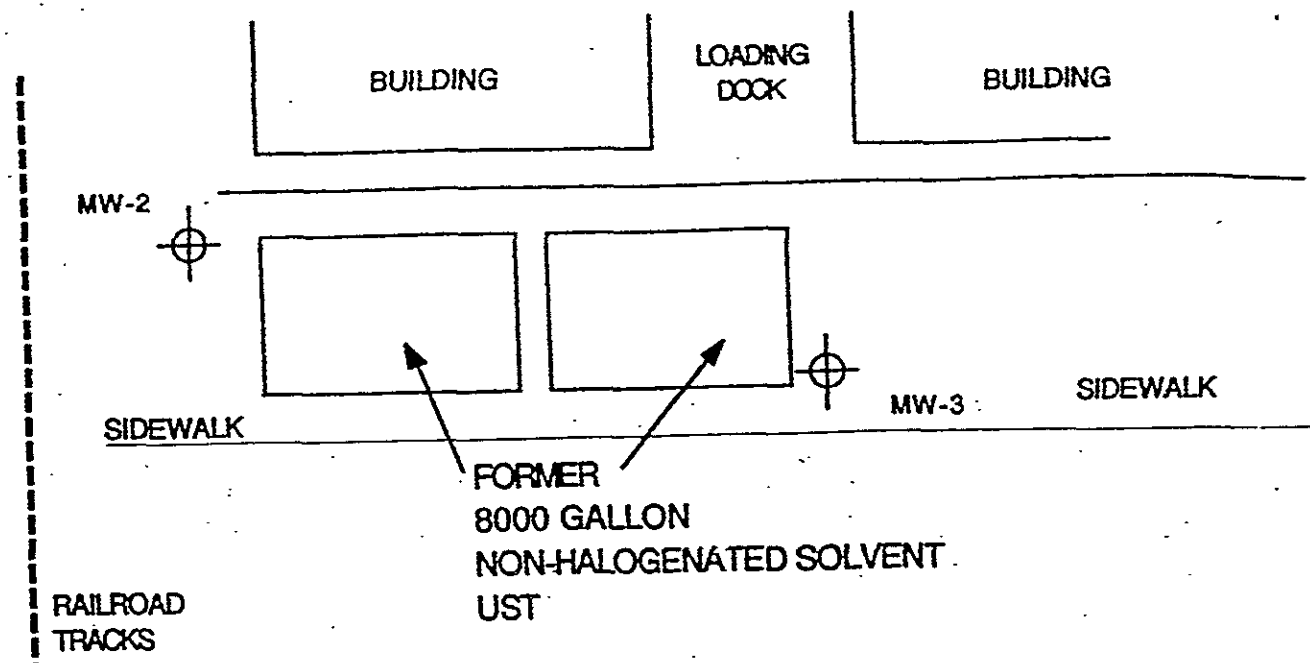 BUILDING
LOADING
DOCK
BUILDING
MW-2
MW-3
SIDEWALK
SIDEWALK
FORMER
8000 GALLON
NON-HALOGENATED SOLVENT
UST
RAILROAD
TRACKS